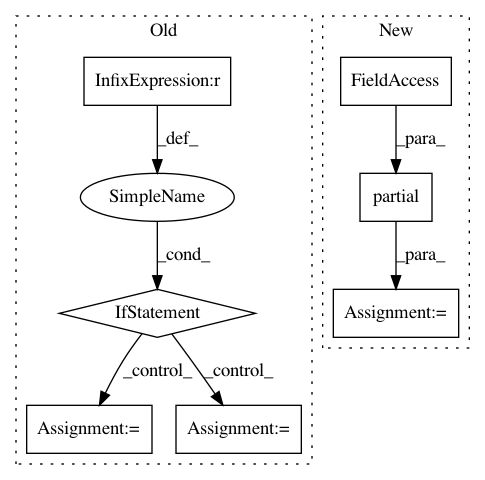 Old
New
InfixExpression:r
FieldAccess
_def_
_para_
SimpleName
partial
_cond_
_para_
IfStatement
Assignment:=
_control_
_control_
Assignment:=
Assignment:=